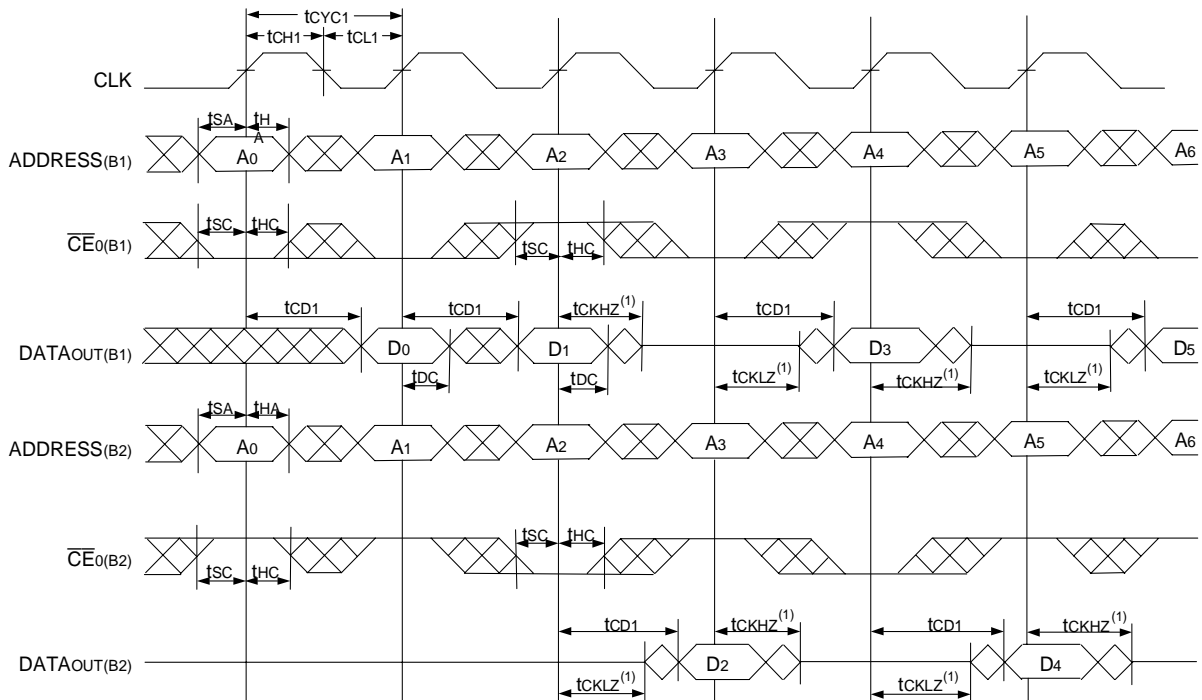 tCYC1
tCH1 tCL1
CLK
tSA tHA
ADDRESS(B1) A0 A1 A2 A3 A4 A5 A6
tSC tHC
CE0(B1) tSC tHC
tCD1 tCD1 tCKHZ(1) tCD1 tCD1
DATAOUT(B1) D0 D1 D3 D5
tDC tDC tCKLZ(1) tCKHZ(1) tCKLZ(1)
tSA tHA
ADDRESS(B2) A0 A1 A2 A3 A4 A5 A6
tSC tHC
CE0(B2)
tSC tHC
tCD1 tCKHZ(1) tCD1 tCKHZ(1)
DATAOUT(B2) D2 D4
tCKLZ(1) tCKLZ(1)